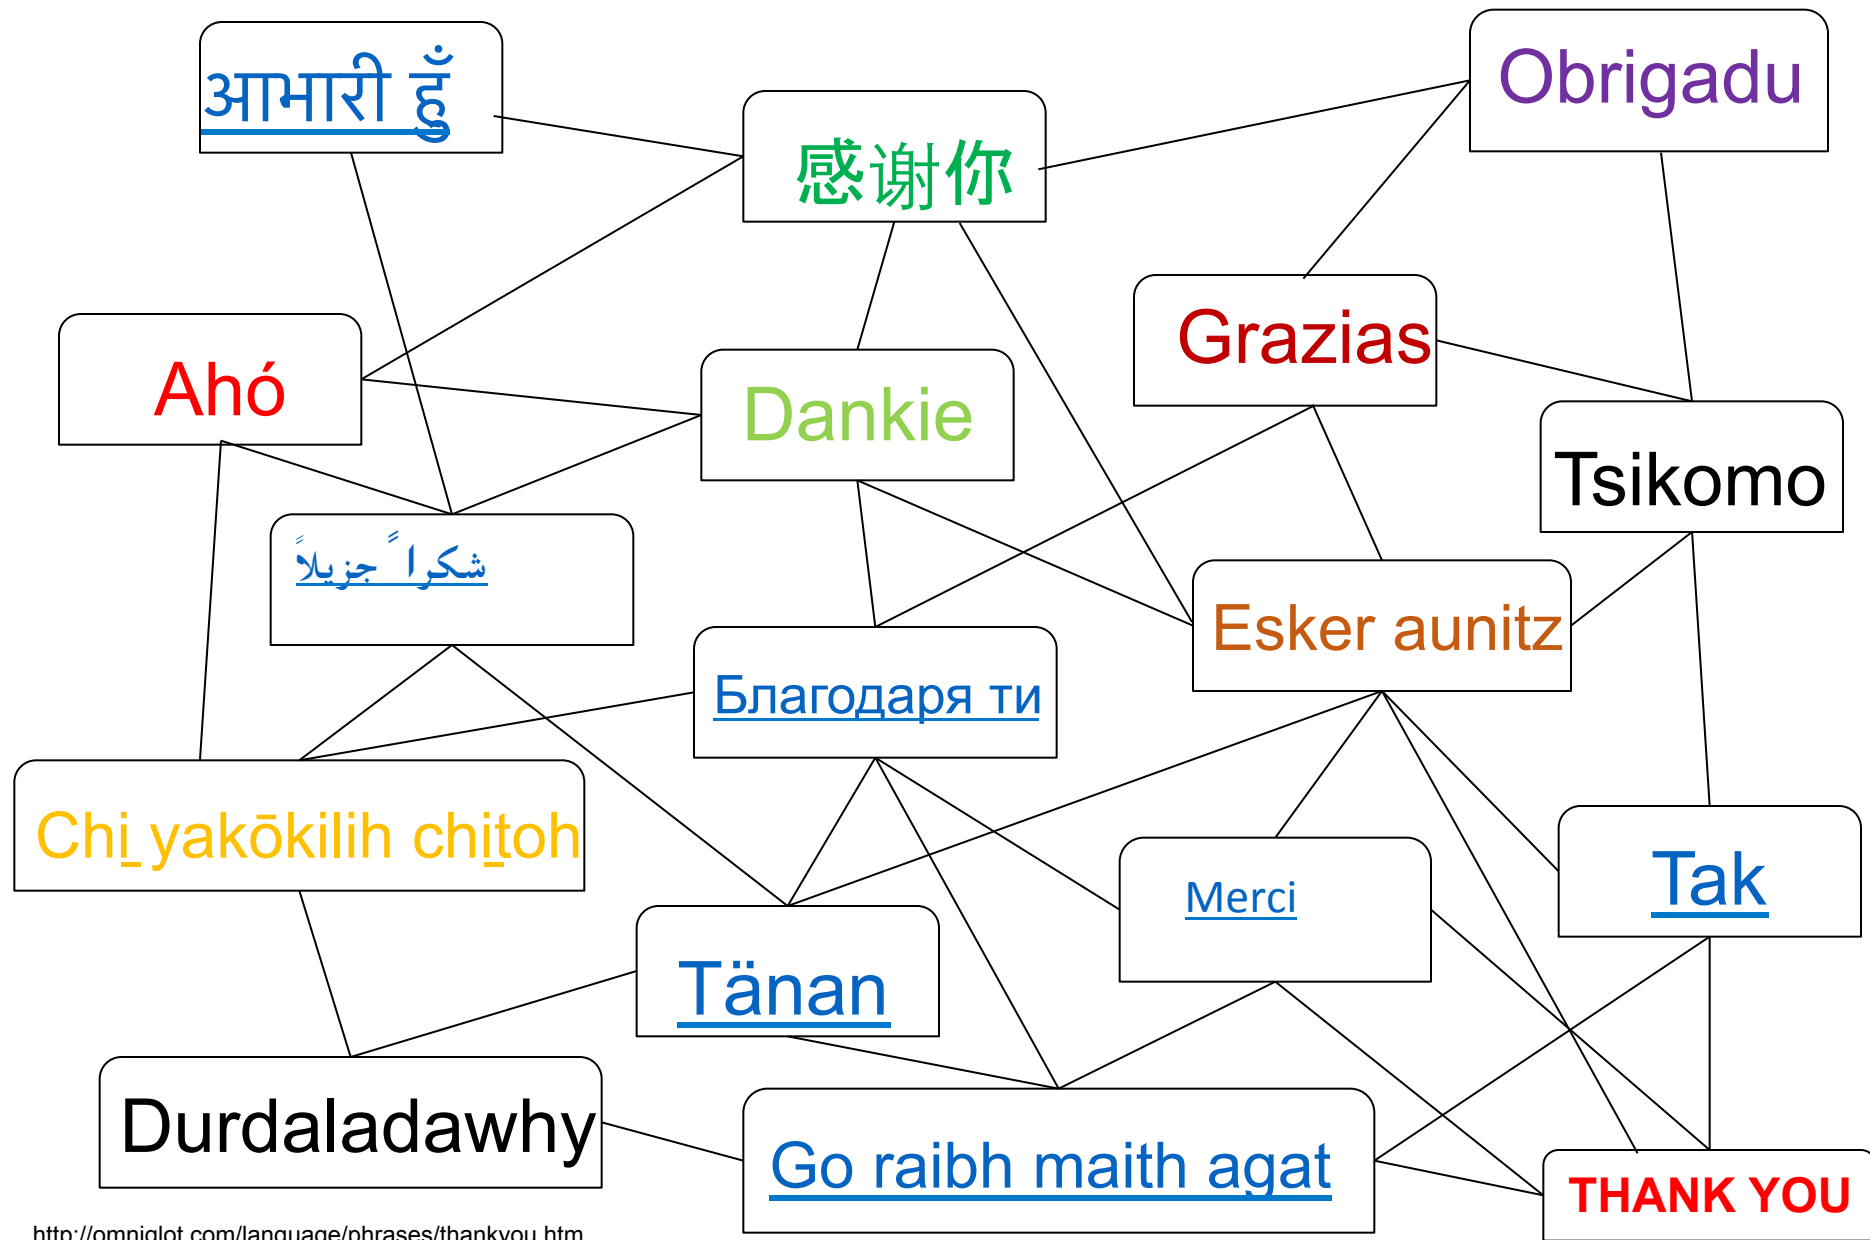 आभारी हूँ
感谢你
Obrigadu
Grazias
Ahó
Dankie
Tsikomo
شكرا ً جزيلاً
Esker aunitz
Благодаря ти
Chi̲ yakōkilih chi̲toh
Merci
Tak
Tänan
Durdaladawhy
Go raibh maith agat
THANK YOU
http://omniglot.com/language/phrases/thankyou.htm